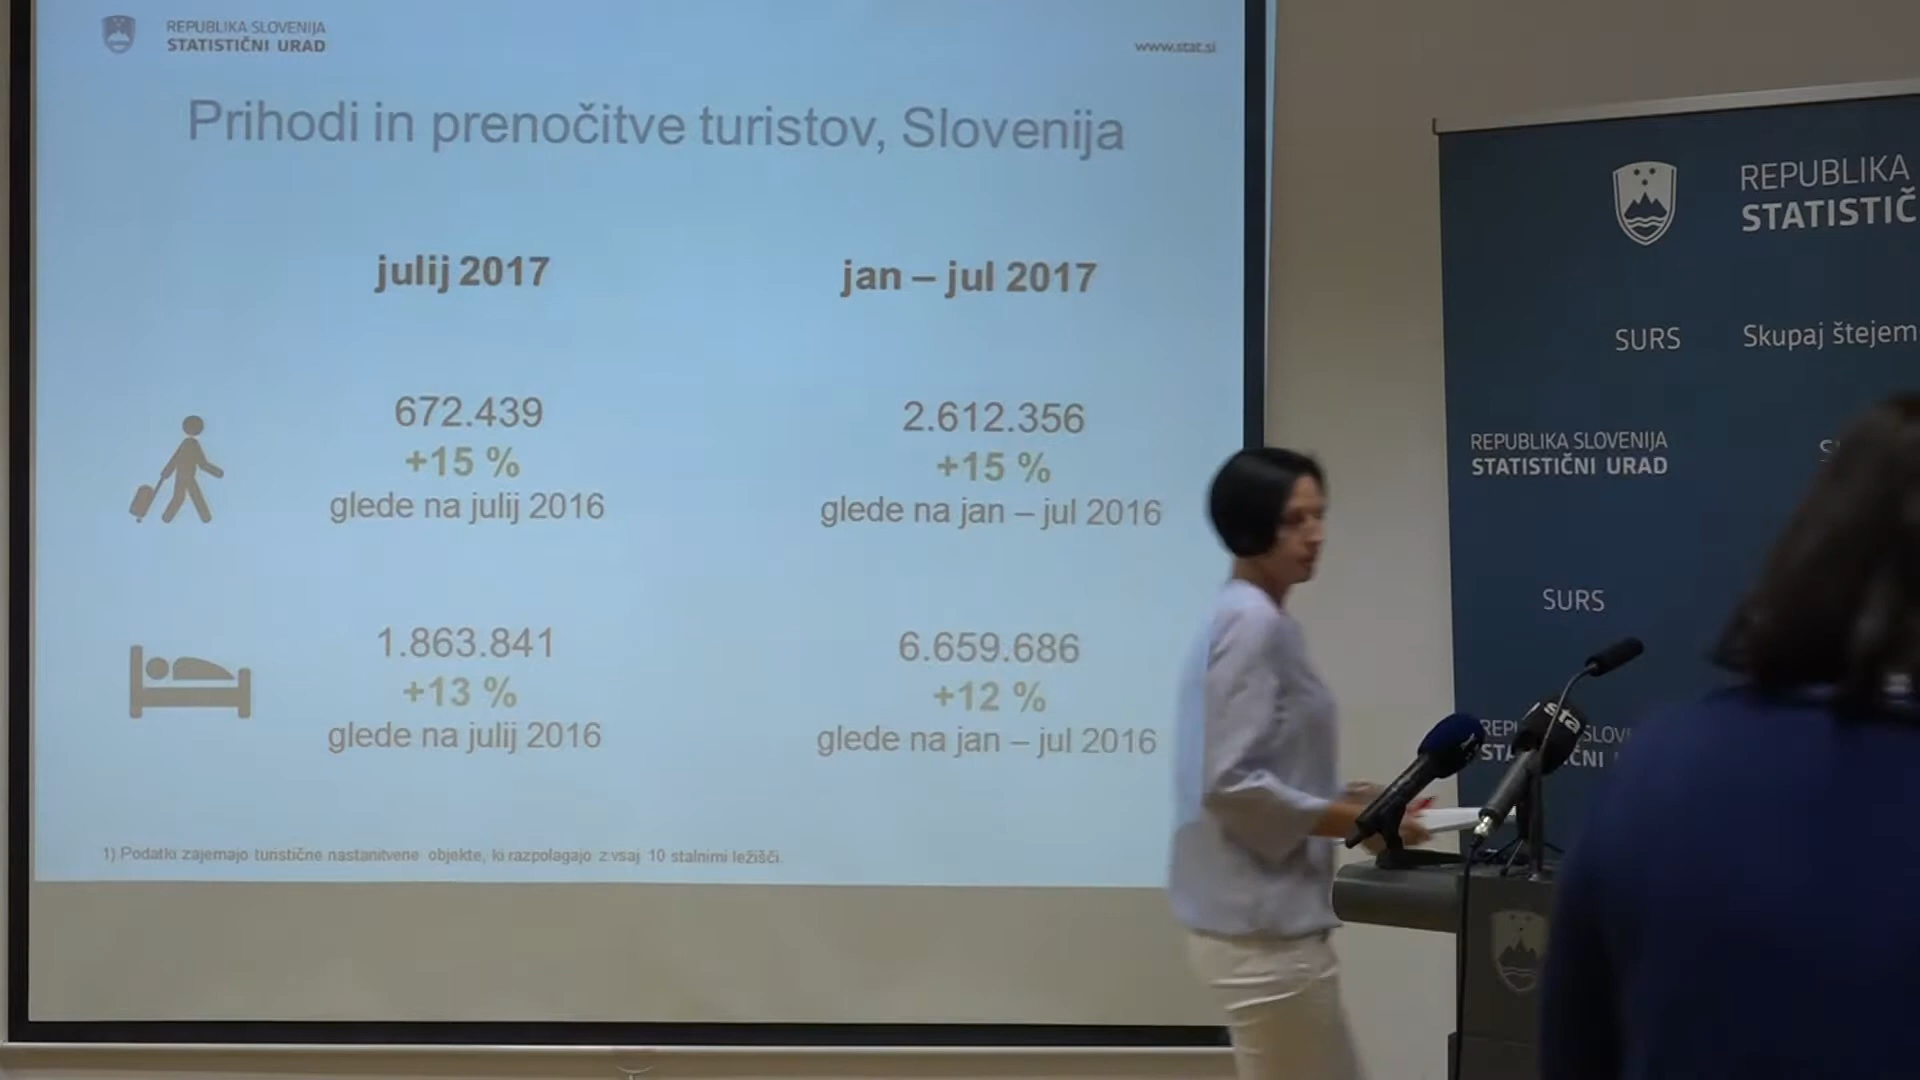 REPUBLIKA SLOVENIJA
STATISTIČNI URAD
www.stat.si
Prihodi in prenočitve turistov, Slovenija
julij 2017
jan – jul 2017
672.439
+15 %
glede na julij 2016
2.612.356
+15 %
glede na jan – jul 2016
1.863.841
+13 %
glede na julij 2016
6.659.686
+12 %
glede na jan – jul 2016
1) Podatki zajemajo turistične nastanitvene objekte, ki razpolagajo z vsaj 10 stalnimi ležišči.
REPUBLIKA
STATISTIČ
SURS
Skupaj štejem
REPUBLIKA SLOVENIJA
STATISTIČNI URAD
SURS
sta